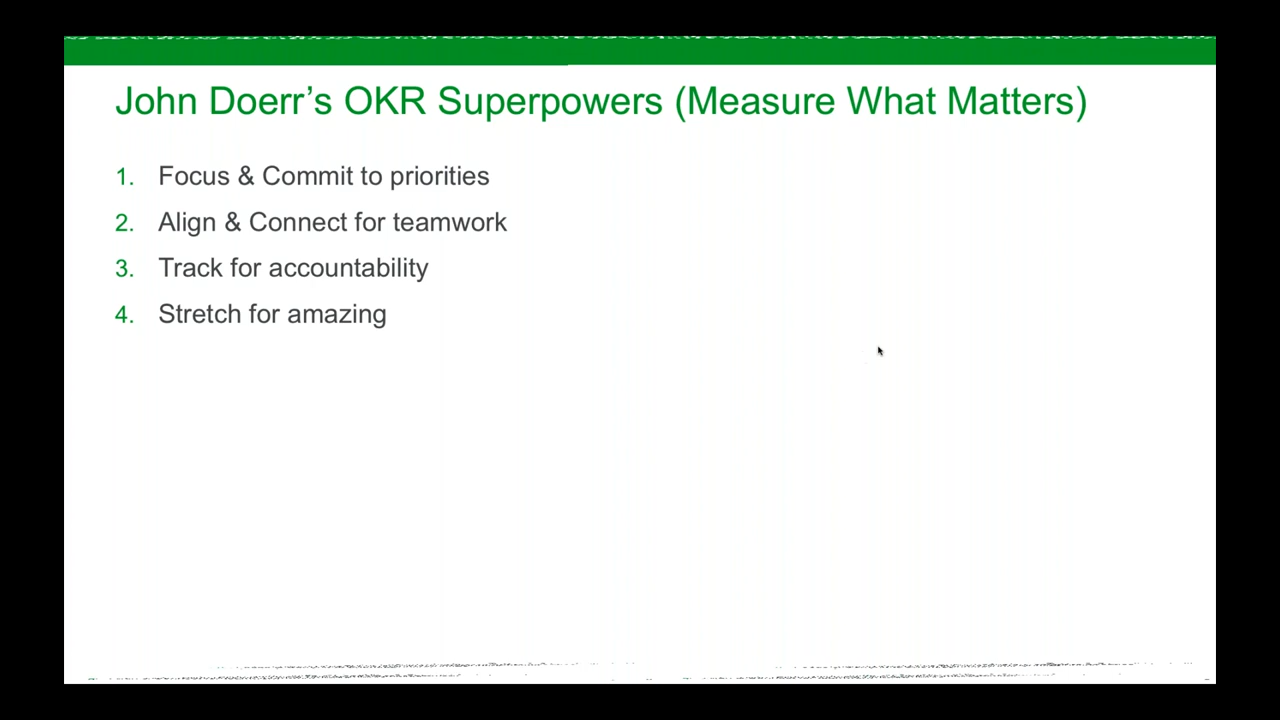 John Doerr’s OKR Superpowers (Measure What Matters)
1. Focus & Commit to priorities
2. Align & Connect for teamwork
3. Track for accountability
4. Stretch for amazing